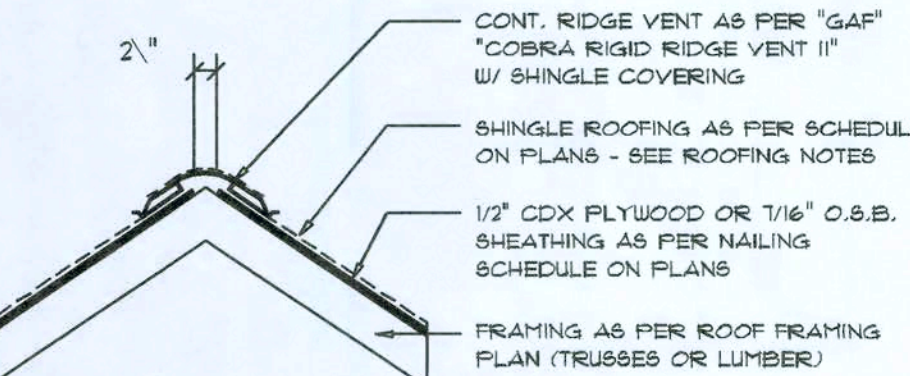 2\"
CONT. RIDGE VENT AS PER "GAF"
"COBRA RIGID RIDGE VENT II"
W/ SHINGLE COVERING
SHINGLE ROOFING AS PER SCHEDUL
ON PLANS - SEE ROOFING NOTES
1/2" CDX PLYWOOD OR 7/16" O.S.B.
SHEATHING AS PER NAILING
SCHEDULE ON PLANS
FRAMING AS PER ROOF FRAMING
PLAN (TRUSSES OR LUMBER)